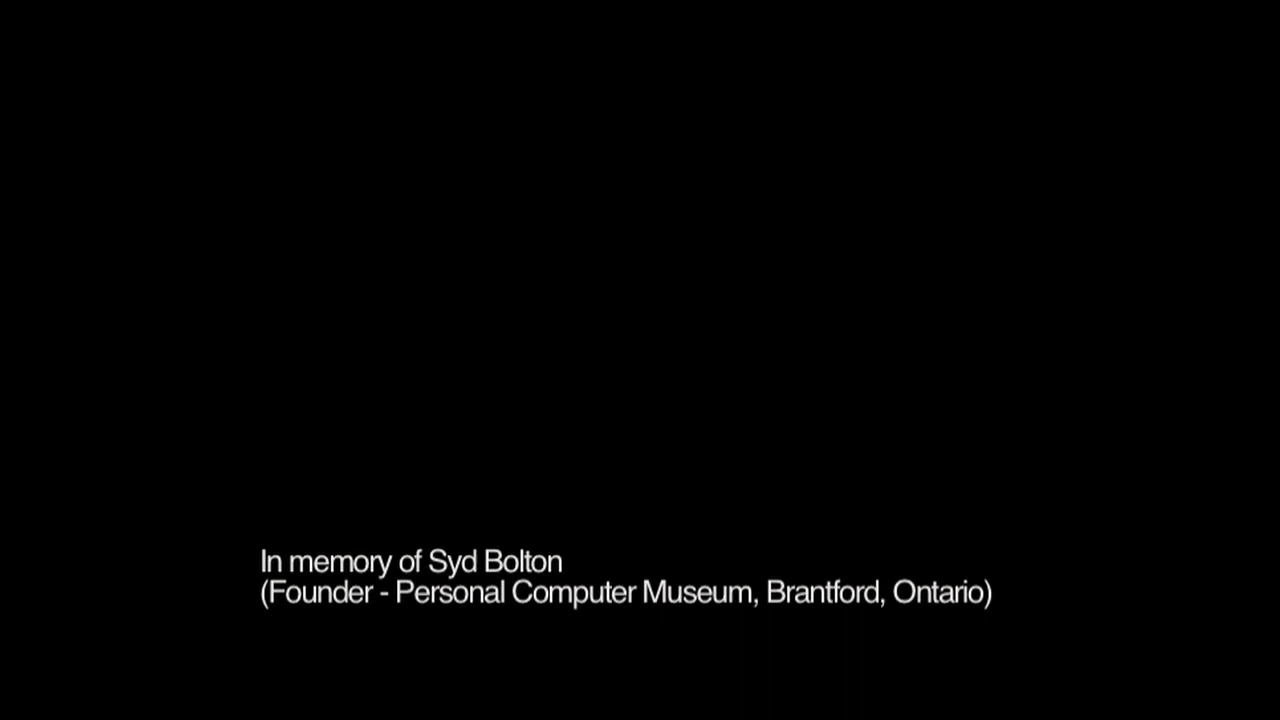 In memory of Syd Bolton
(Founder - Personal Computer Museum, Brantford, Ontario)